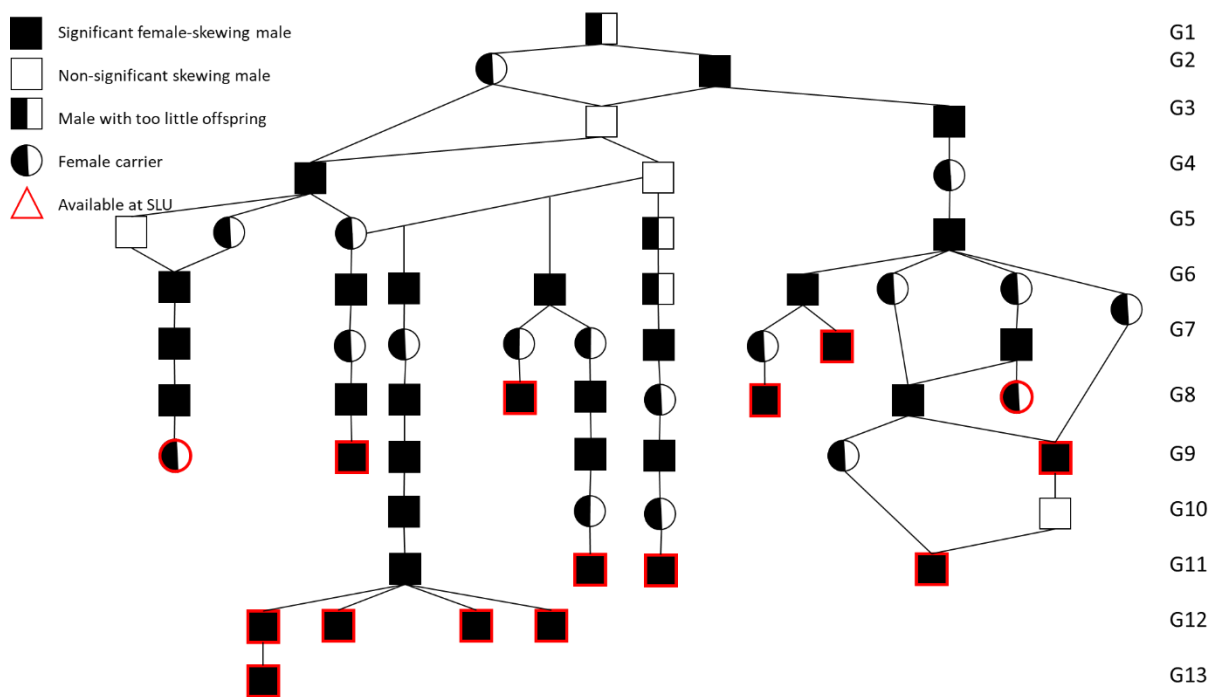 Significant female-skewing male
Non-significant skewing male
Male with too little offspring
Female carrier
Available at SLU
G1
G2
G3
G4
G5
G6
G7
G8
G9
G10
G11
G12
G13